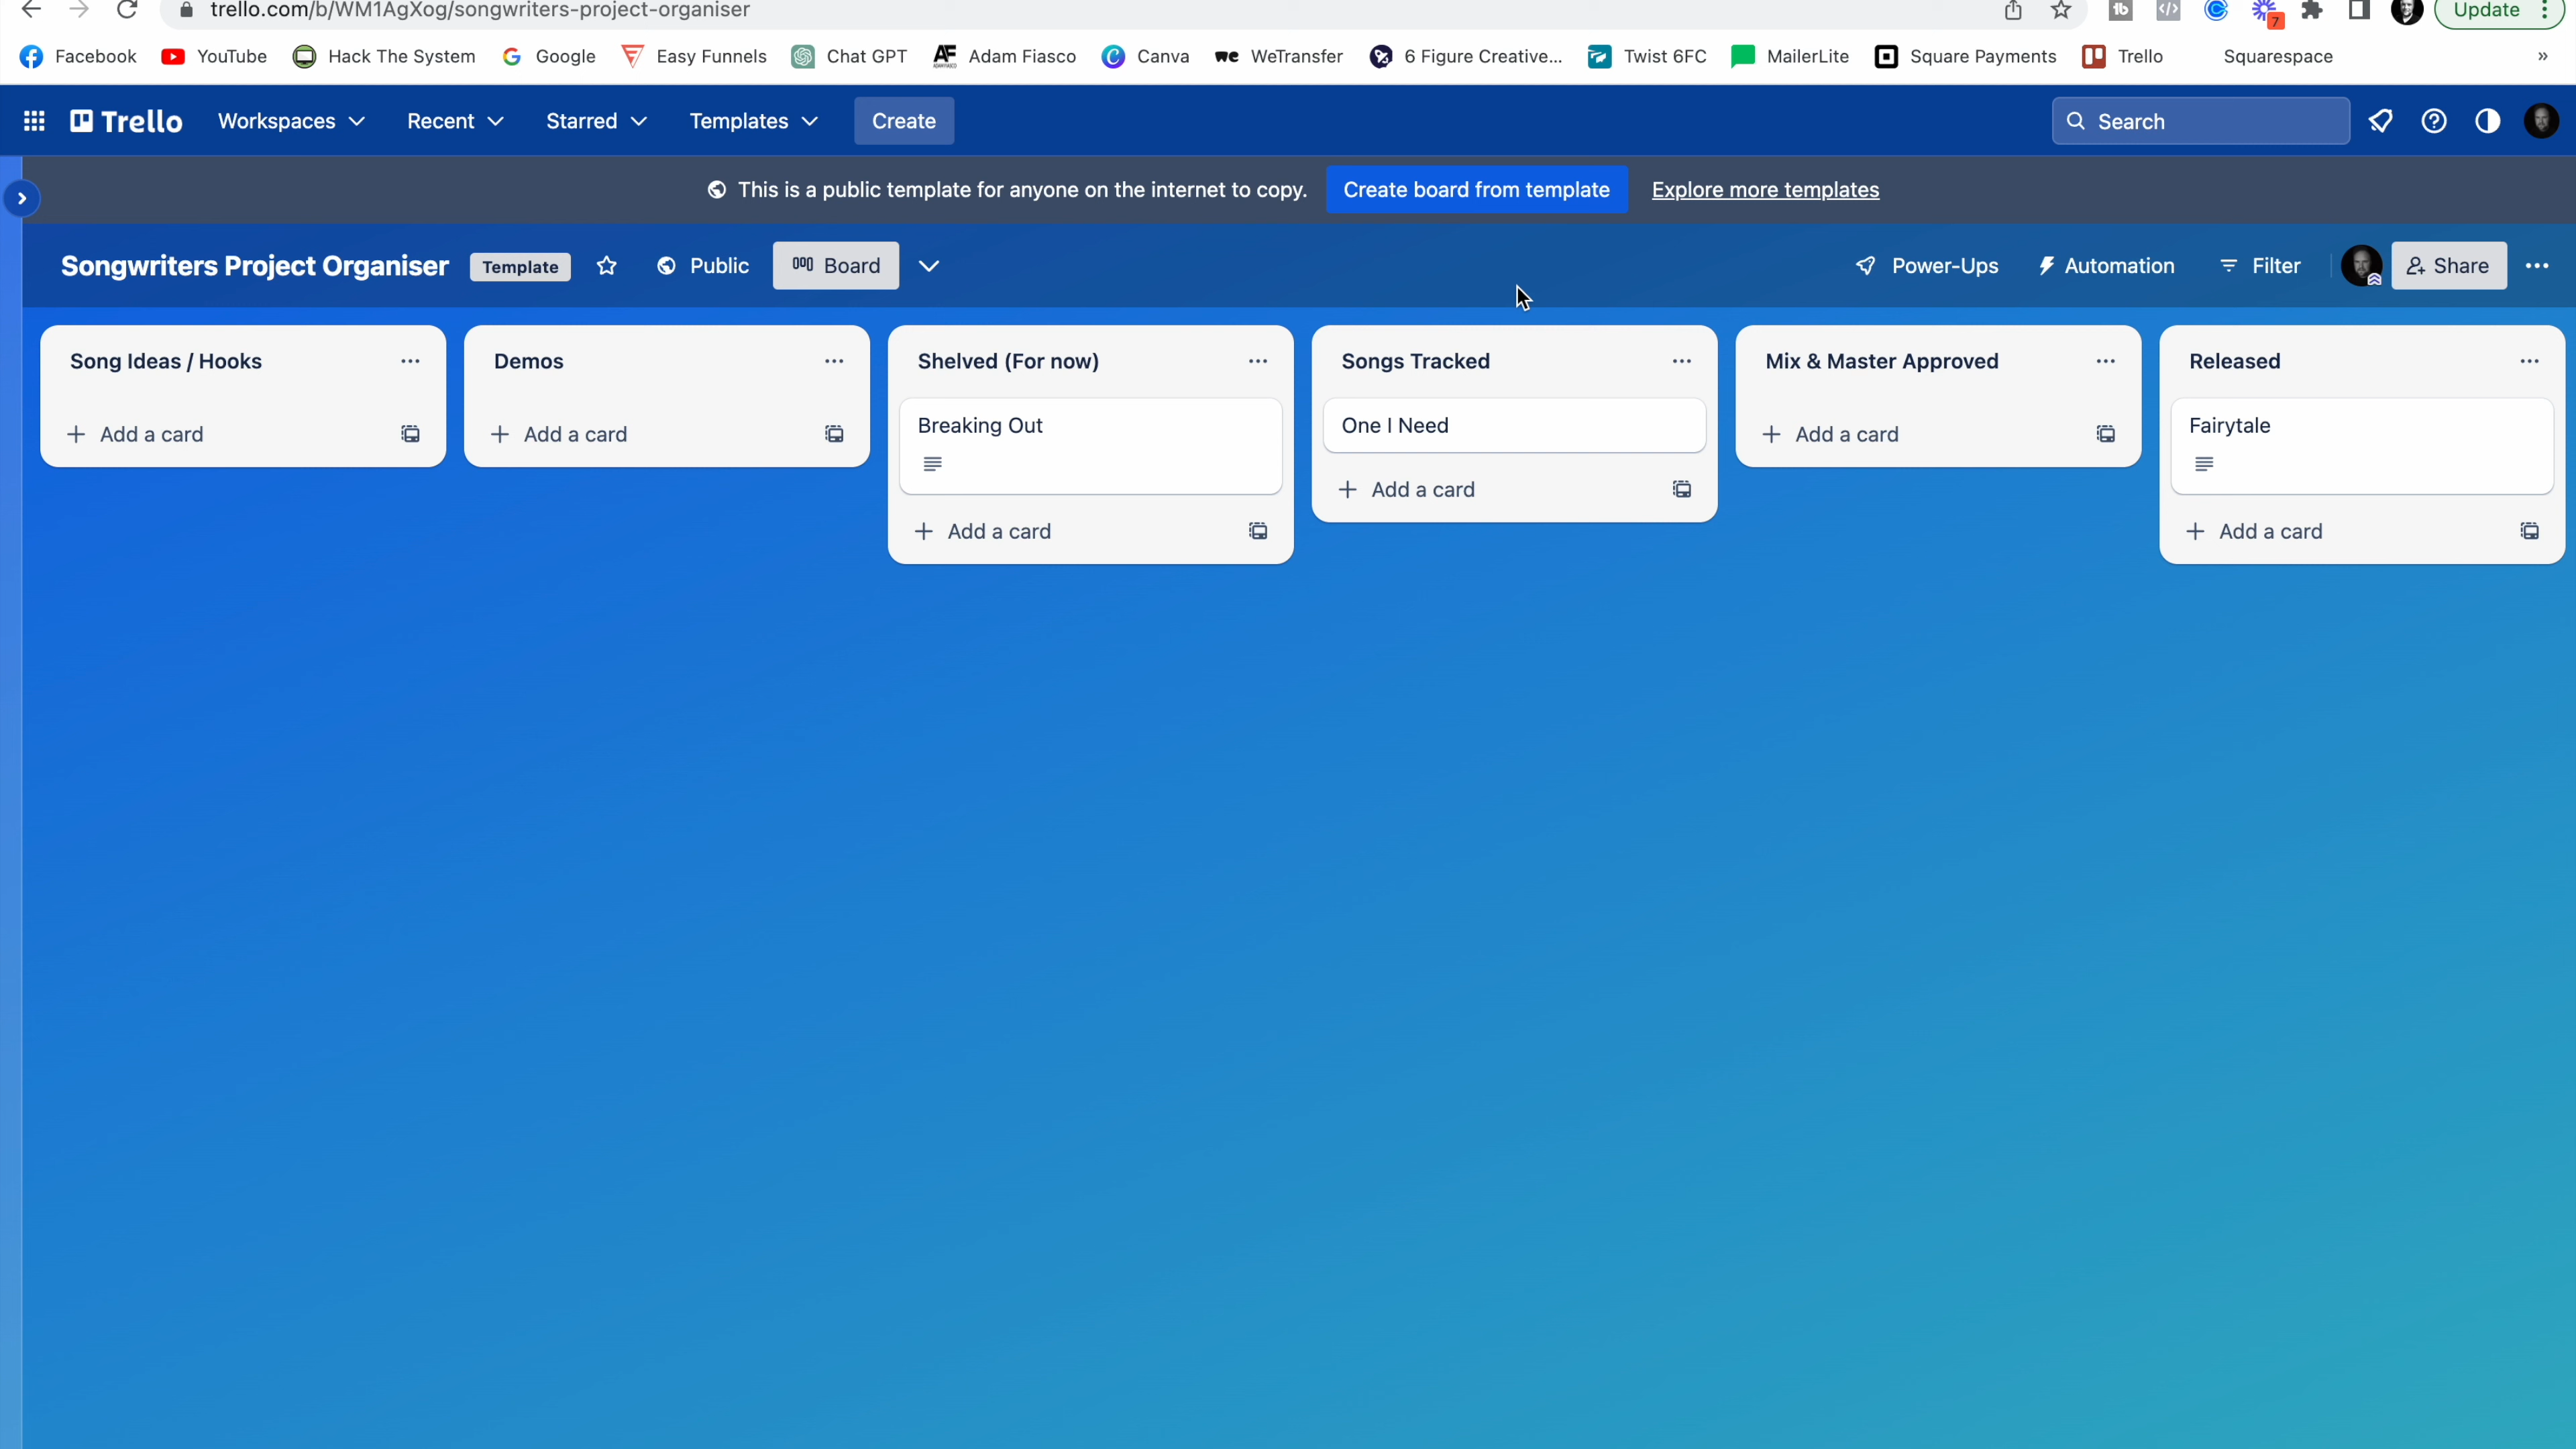 trello.com/b/WM1AgXog/songwriters-project-organiser
Update
7
Facebook YouTube Hack The System Google Easy Funnels Chat GPT Adam Fiasco Canva WeTransfer 6 Figure Creative... Twist 6FC MailerLite Square Payments Trello Squarespace »
Trello Workspaces Recent Starred Templates Create Search
This is a public template for anyone on the internet to copy. Create board from template Explore more templates
Songwriters Project Organiser Template Public Board Power-Ups Automation Filter Share
Song Ideas / Hooks
+ Add a card
Demos
+ Add a card
Shelved (For now)
Breaking Out
+ Add a card
Songs Tracked
One I Need
+ Add a card
Mix & Master Approved
+ Add a card
Released
Fairytale
+ Add a card